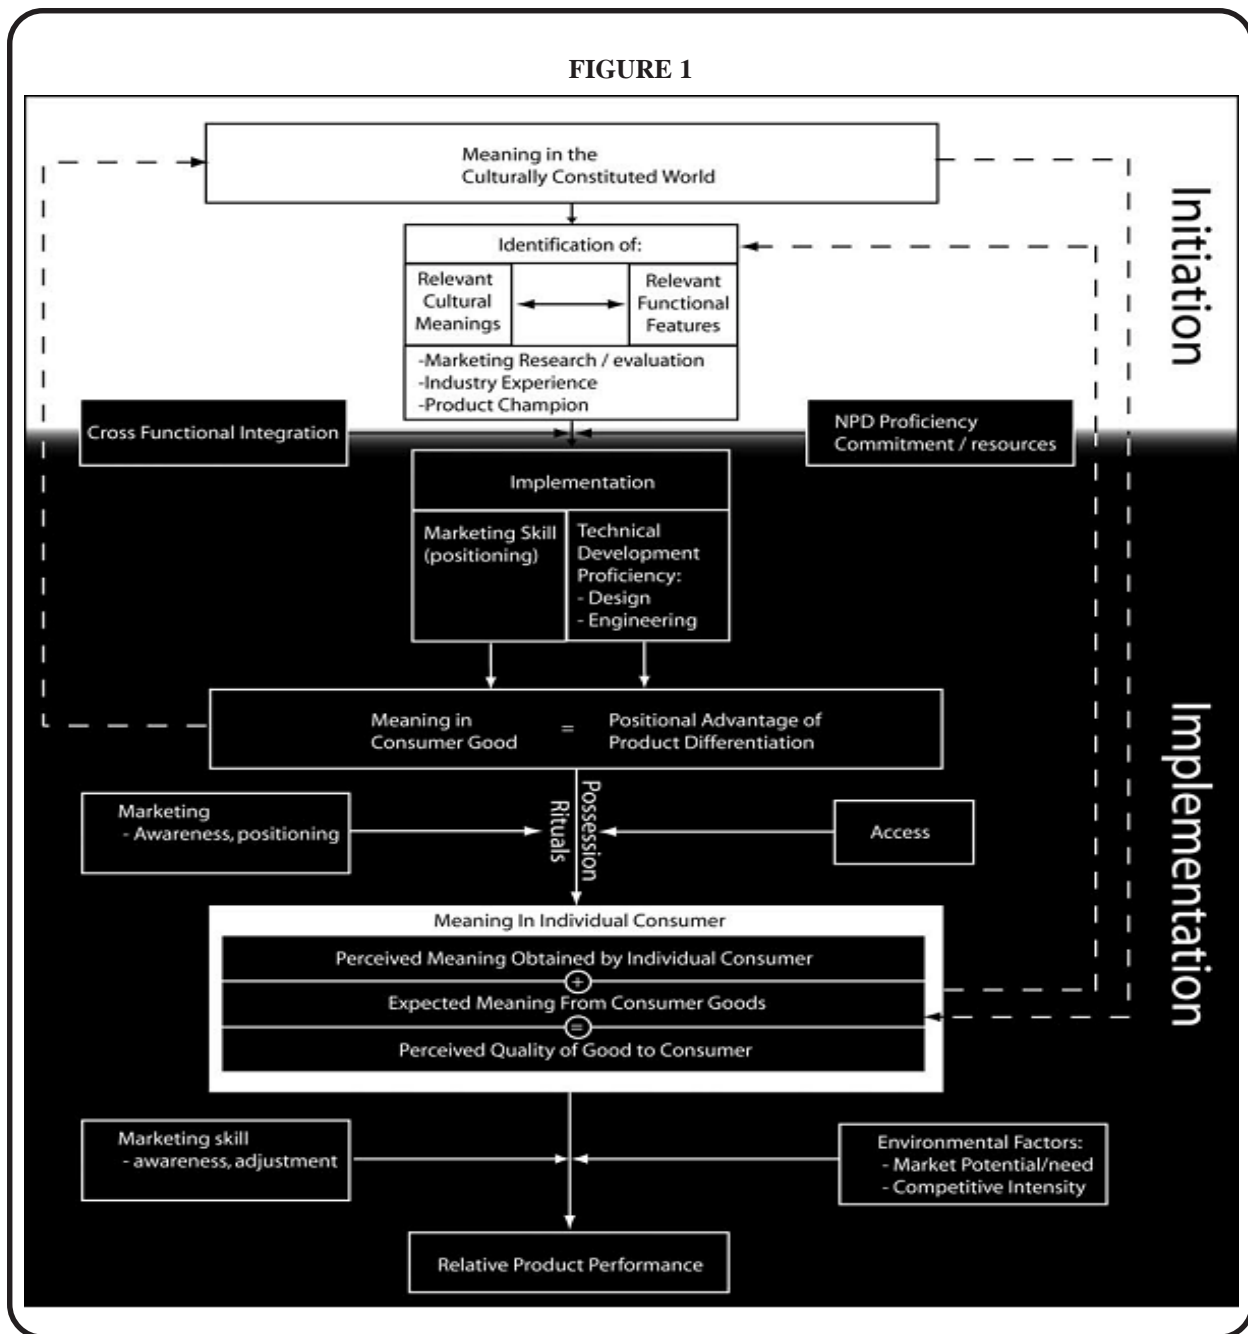 FIGURE 1
Meaning in the
Culturally Constituted World
Initiation
Identification of:
Relevant
Cultural
Meanings
Relevant
Functional
Features
-Marketing Research / evaluation
-Industry Experience
-Product Champion
Cross Functional Integration
NPD Proficiency
Commitment / resources
Implementation
Marketing Skill
(positioning)
Technical
Development
Proficiency:
- Design
- Engineering
Implementation
Meaning in
Consumer Good
=
Positional Advantage of
Product Differentiation
Marketing
- Awareness, positioning
Possession
Rituals
Access
Meaning In Individual Consumer
Perceived Meaning Obtained by Individual Consumer
+
Expected Meaning From Consumer Goods
=
Perceived Quality of Good to Consumer
Marketing skill
- awareness, adjustment
Environmental Factors:
- Market Potential/need
- Competitive Intensity
Relative Product Performance